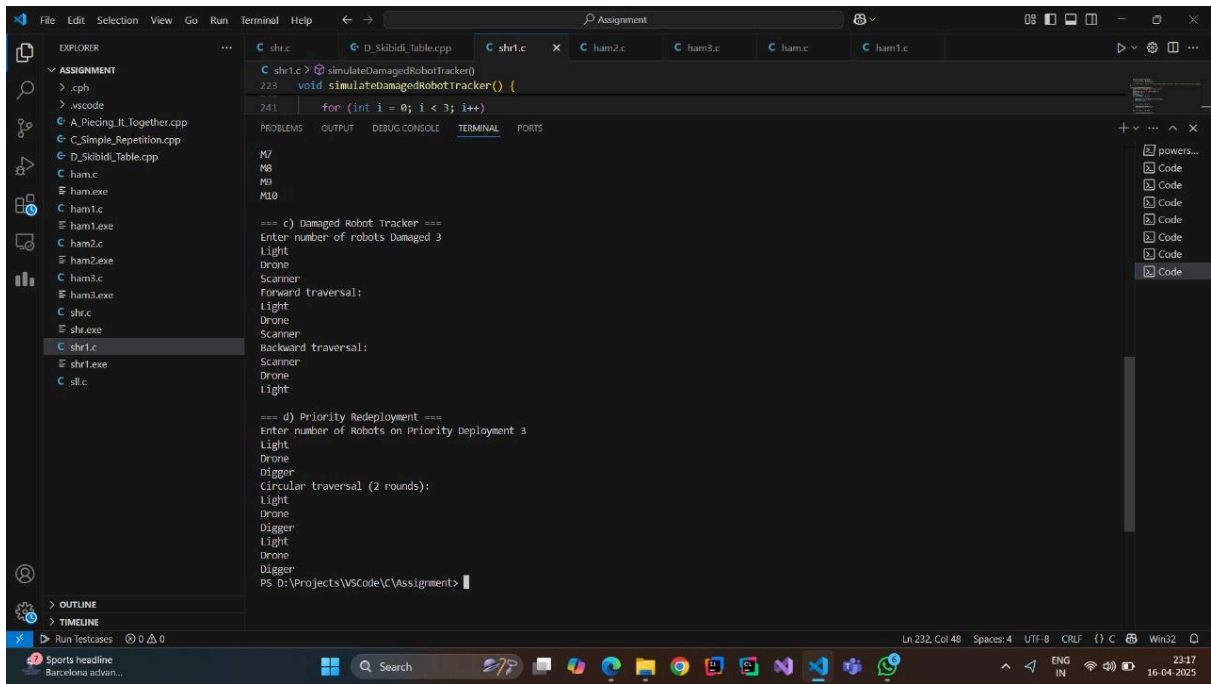 File Edit Selection View Go Run Terminal Help
Assignment
EXPLORER
ASSIGNMENT
.cph
.vscode
A_Piecing_It_Together.cpp
C_Simple_Repetition.cpp
D_Skibidi_Table.cpp
C ham.c
ham.exe
C ham1.c
ham1.exe
C ham2.c
ham2.exe
C ham3.c
ham3.exe
C shr.c
shr.exe
C shr1.c
shr1.exe
C sll.c
OUTLINE
TIMELINE
C shr.c D_Skibidi_Table.cpp C shr1.c C ham2.c C ham3.c C ham.c C ham1.c
C shr1.c > simulateDamagedRobotTracker()
223 void simulateDamagedRobotTracker() {
241 for (int i = 0; i < 3; i++)
PROBLEMS OUTPUT DEBUG CONSOLE TERMINAL PORTS
M7
M8
M9
M10
=== c) Damaged Robot Tracker ===
Enter number of robots Damaged 3
Light
Drone
Scanner
Forward traversal:
Light
Drone
Scanner
Backward traversal:
Scanner
Drone
Light
=== d) Priority Redeployment ===
Enter number of Robots on Priority Deployment 3
Light
Drone
Digger
Circular traversal (2 rounds):
Light
Drone
Digger
Light
Drone
Digger
PS D:\Projects\VSCode\C\Assignment>
powers...
Code
Code
Code
Code
Code
Code
Code
Run Testcases 0 0
Ln 232, Col 48 Spaces: 4 UTF-8 CRLF {} C Win32
Sports headline
Barcelona advan...
Search
ENG
IN
23:17
16-04-2025